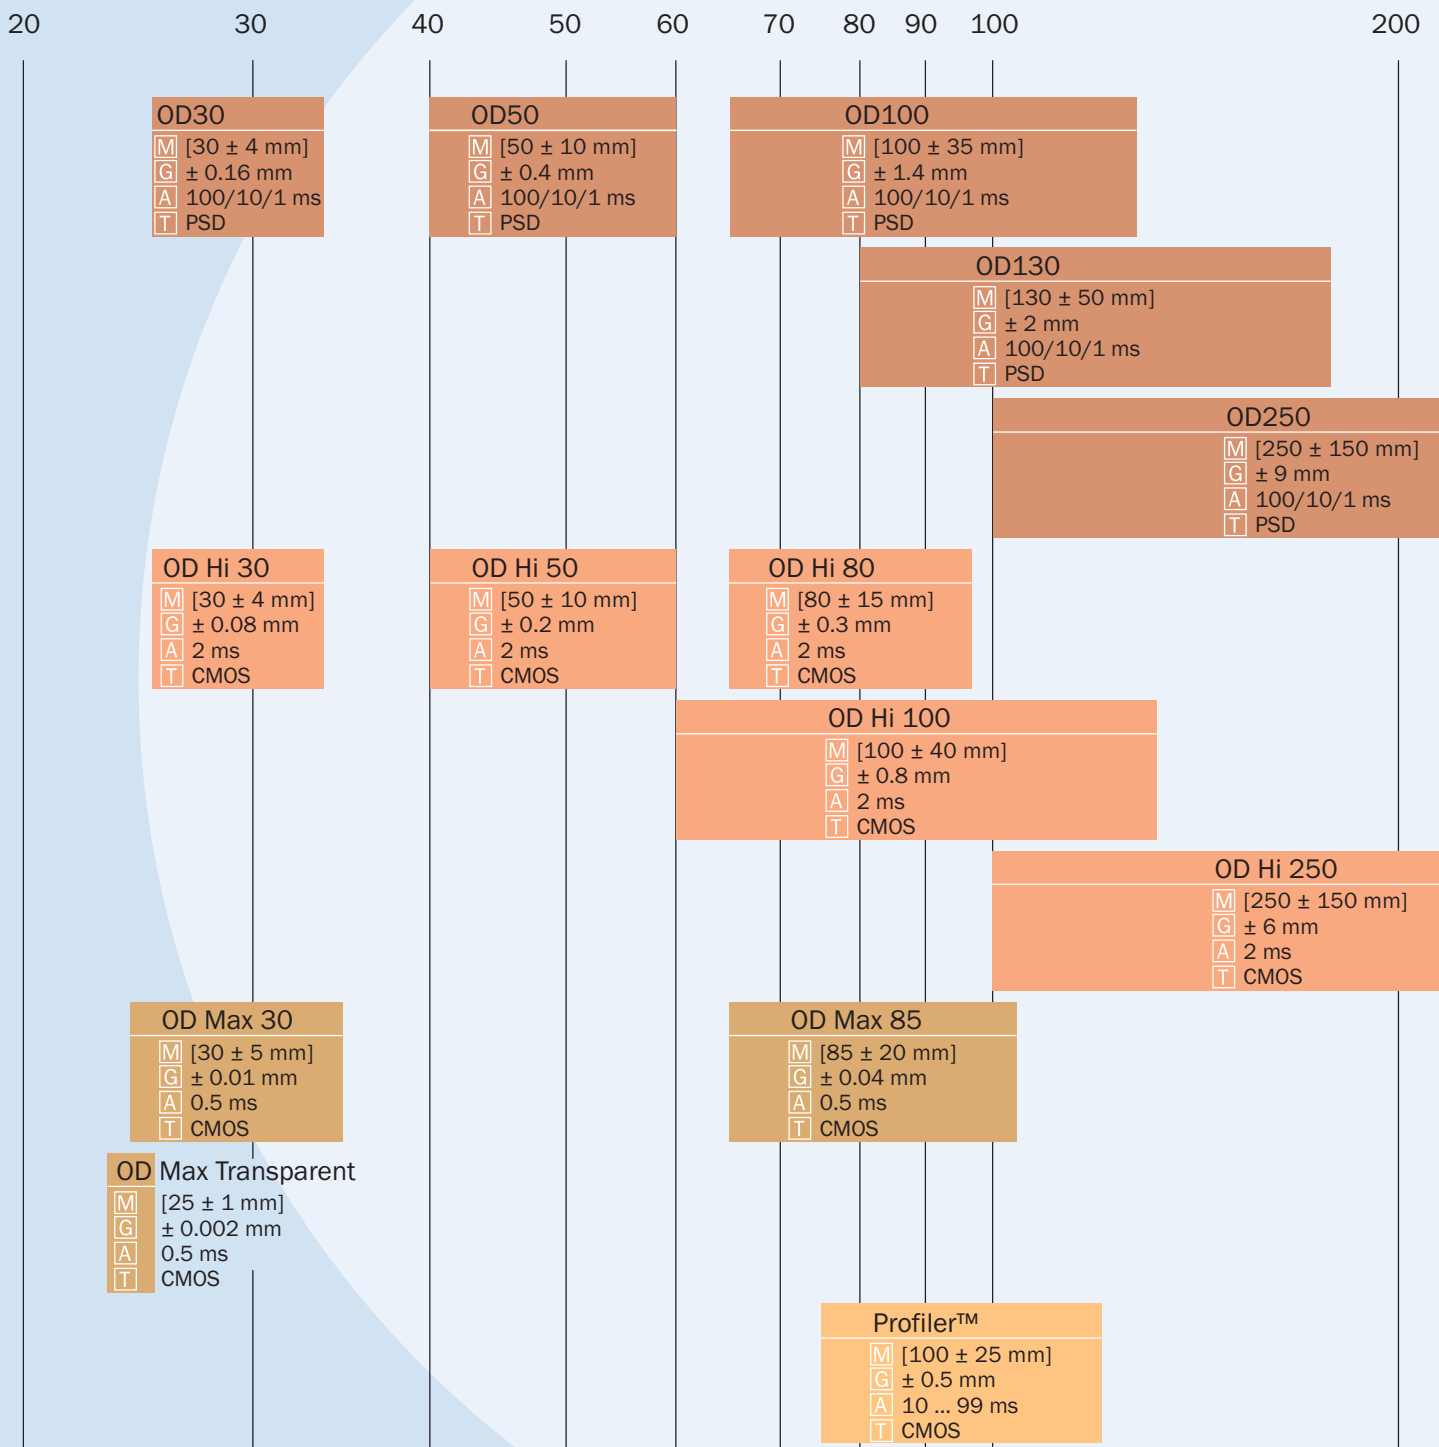 20 30 40 50 60 70 80 90 100 200
OD30
M [30 ± 4 mm]
G ± 0.16 mm
A 100/10/1 ms
T PSD
OD50
M [50 ± 10 mm]
G ± 0.4 mm
A 100/10/1 ms
T PSD
OD100
M [100 ± 35 mm]
G ± 1.4 mm
A 100/10/1 ms
T PSD
OD130
M [130 ± 50 mm]
G ± 2 mm
A 100/10/1 ms
T PSD
OD250
M [250 ± 150 mm]
G ± 9 mm
A 100/10/1 ms
T PSD
OD Hi 30
M [30 ± 4 mm]
G ± 0.08 mm
A 2 ms
T CMOS
OD Hi 50
M [50 ± 10 mm]
G ± 0.2 mm
A 2 ms
T CMOS
OD Hi 80
M [80 ± 15 mm]
G ± 0.3 mm
A 2 ms
T CMOS
OD Hi 100
M [100 ± 40 mm]
G ± 0.8 mm
A 2 ms
T CMOS
OD Hi 250
M [250 ± 150 mm]
G ± 6 mm
A 2 ms
T CMOS
OD Max 30
M [30 ± 5 mm]
G ± 0.01 mm
A 0.5 ms
T CMOS
OD Max 85
M [85 ± 20 mm]
G ± 0.04 mm
A 0.5 ms
T CMOS
OD Max Transparent
M [25 ± 1 mm]
G ± 0.002 mm
A 0.5 ms
T CMOS
Profiler™
M [100 ± 25 mm]
G ± 0.5 mm
A 10 ... 99 ms
T CMOS